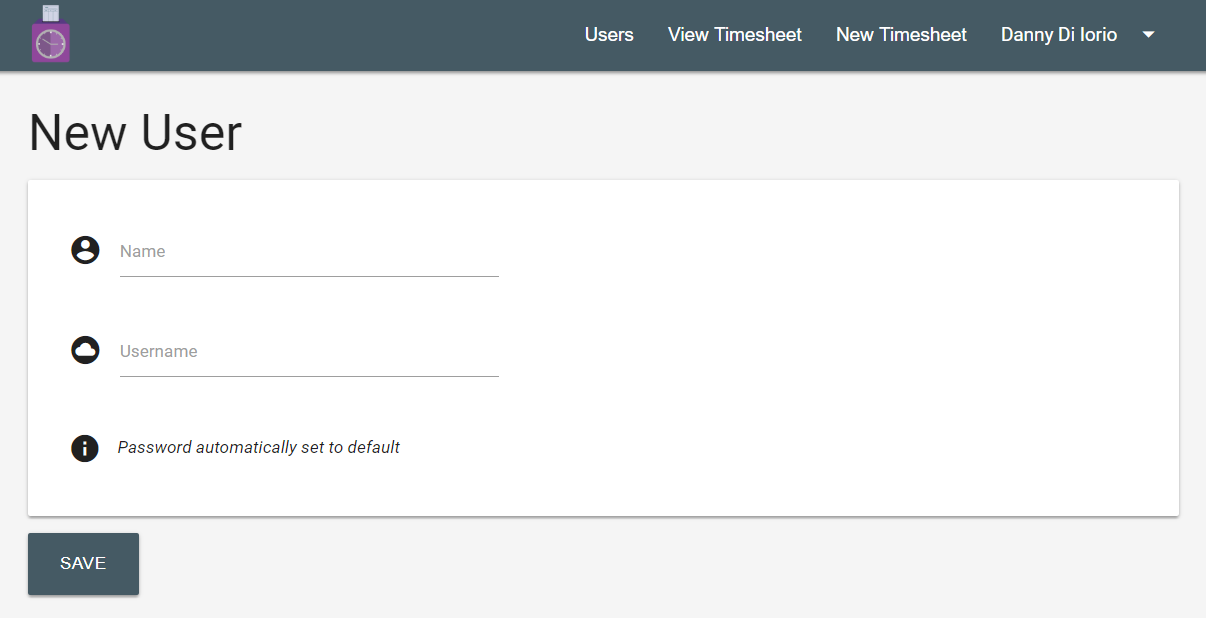 Users View Timesheet New Timesheet Danny Di Iorio
New User
Name
Username
Password automatically set to default
SAVE